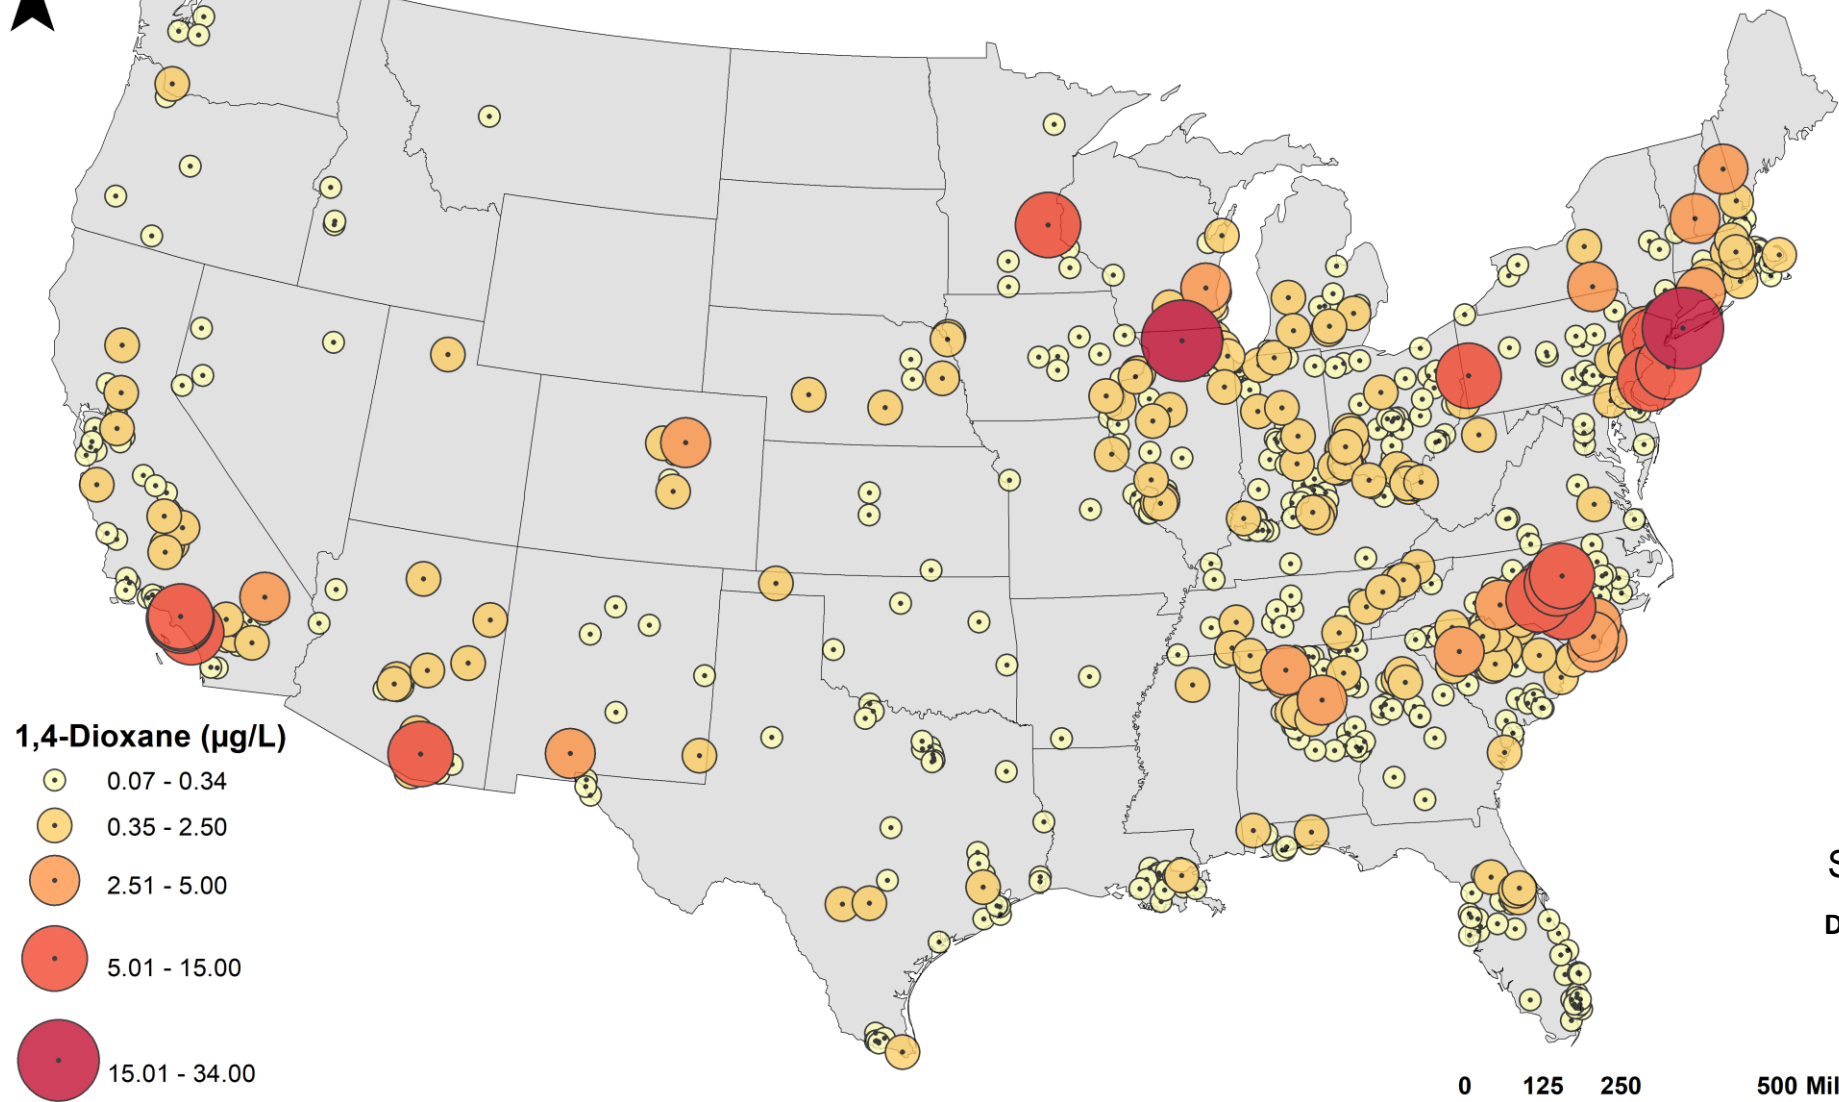 1,4-Dioxane (µg/L)
0.07 - 0.34
0.35 - 2.50
2.51 - 5.00
5.01 - 15.00
15.01 - 34.00
S
D
0 125 250 500 Mil